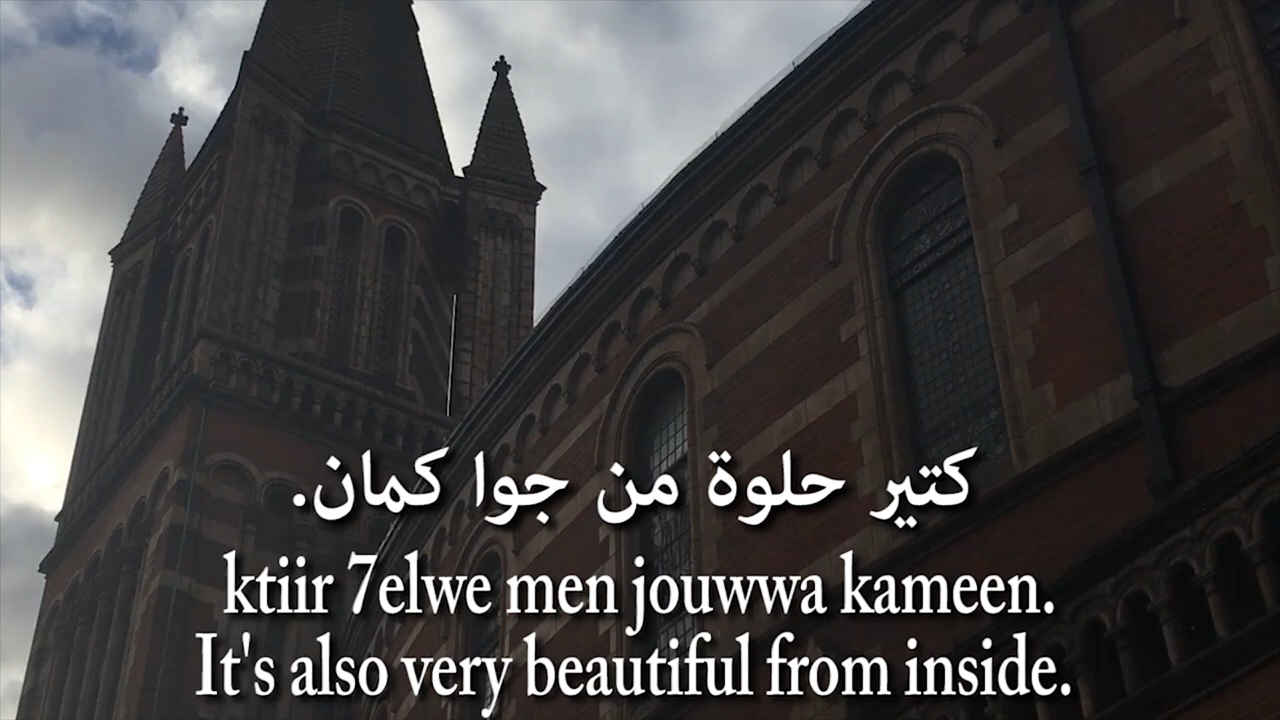 كتير حلوة من جوا كمان.
ktiir 7elwe men jouwwa kameen.
It's also very beautiful from inside.